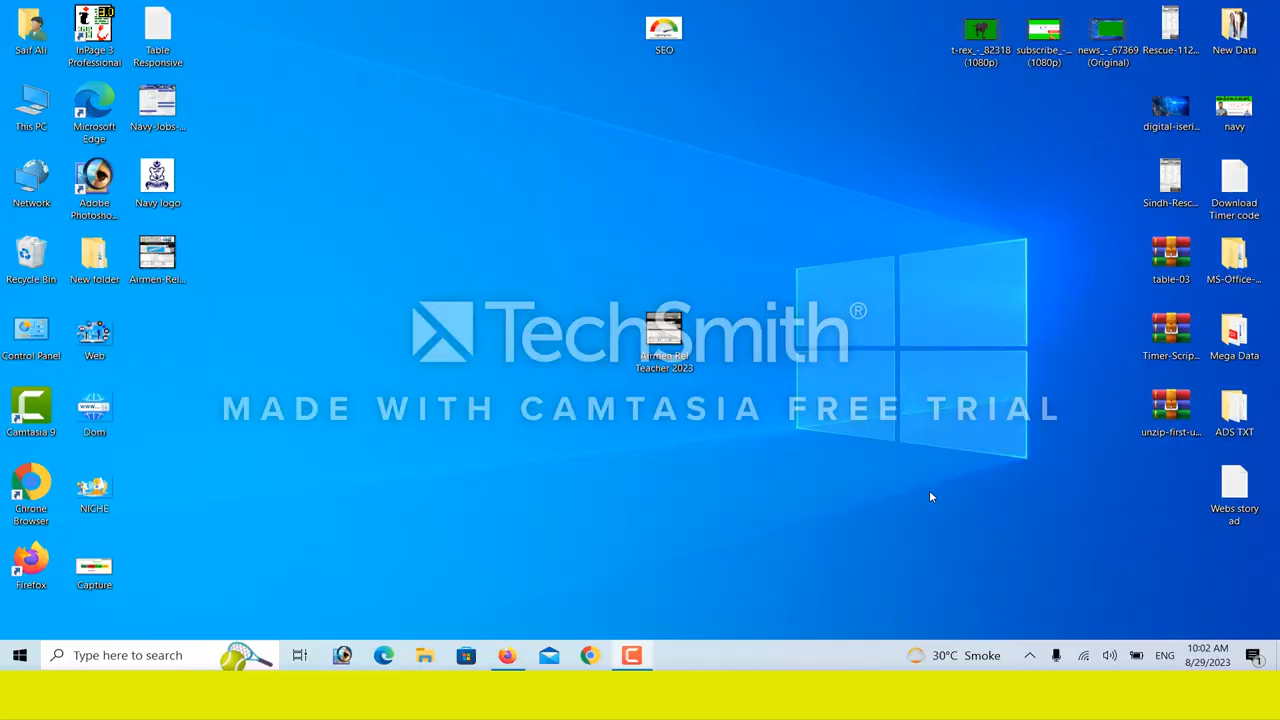 Saif Ali
InPage 3
Professional
Table
Responsive
SEO
t-rex_-_82318
(1080p)
subscribe_-...
(1080p)
news_-_67369
(Original)
Rescue-112...
New Data
This PC
Microsoft
Edge
Navy-Jobs-...
digital-iseri...
navy
Network
Adobe
Photosho...
Navy logo
Sindh-Resc...
Download
Timer code
Recycle Bin
New folder
Airmen-Rel...
table-03
MS-Office-...
TechSmith®
Airmen Rel
Teacher 2023
Control Panel
Web
Timer-Scrip...
Mega Data
MADE WITH CAMTASIA FREE TRIAL
Camtasia 9
Dom
unzip-first-u...
ADS TXT
Chrone
Browser
NICHE
Webs story
ad
Firefox
Capture
Type here to search
30°C Smoke
ENG
10:02 AM
8/29/2023
1